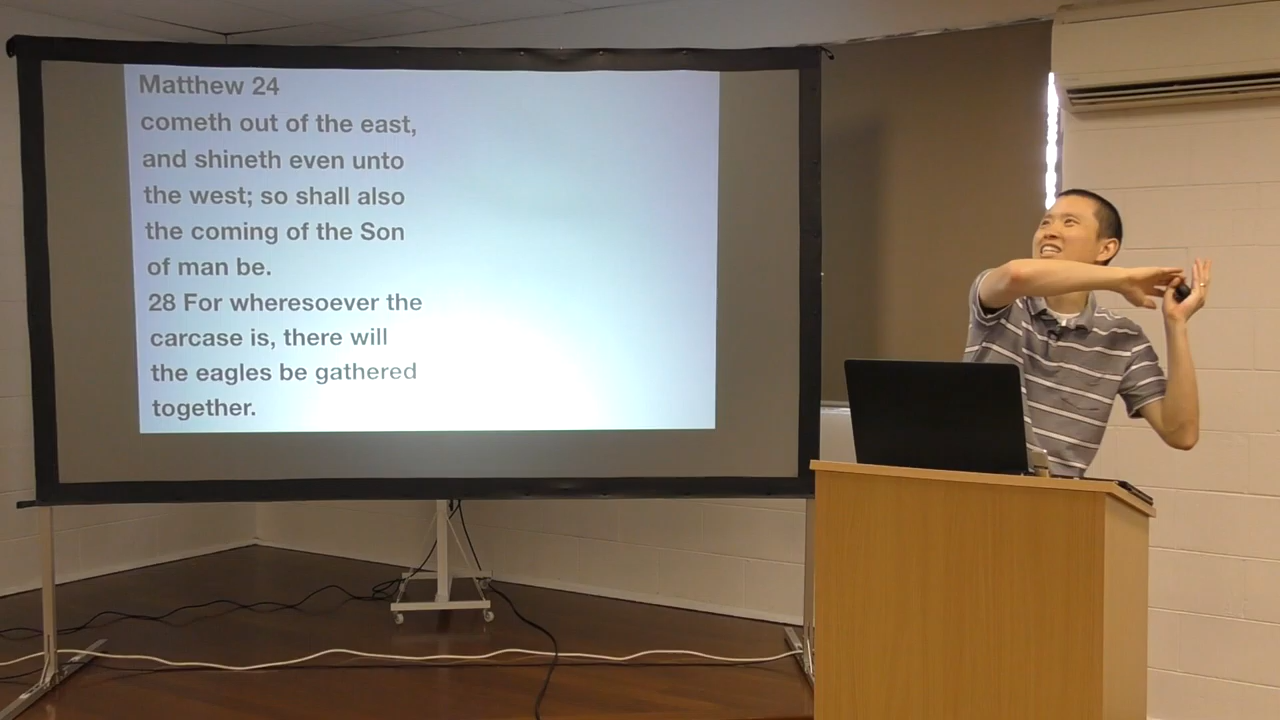 Matthew 24
cometh out of the east,
and shineth even unto
the west; so shall also
the coming of the Son
of man be.
28 For wheresoever the
carcase is, there will
the eagles be gathered
together.